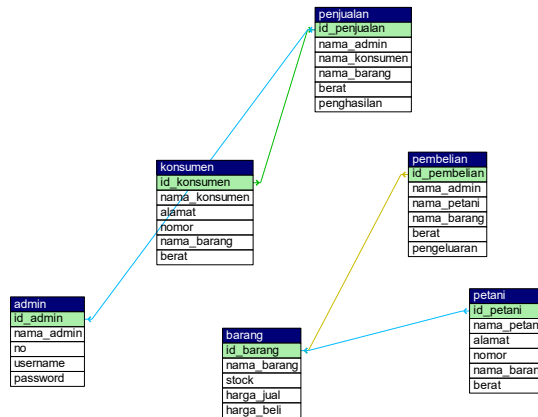 penjualan
id_penjualan
nama_admin
nama_konsumen
nama_barang
berat
penghasilan
konsumen
id_konsumen
nama_konsumen
alamat
nomor
nama_barang
berat
pembelian
id_pembelian
nama_admin
nama_petani
nama_barang
berat
pengeluaran
admin
id_admin
nama_admin
no
username
password
barang
id_barang
nama_barang
stock
harga_jual
harga_beli
petani
id_petani
nama_petani
alamat
nomor
nama_barang
berat